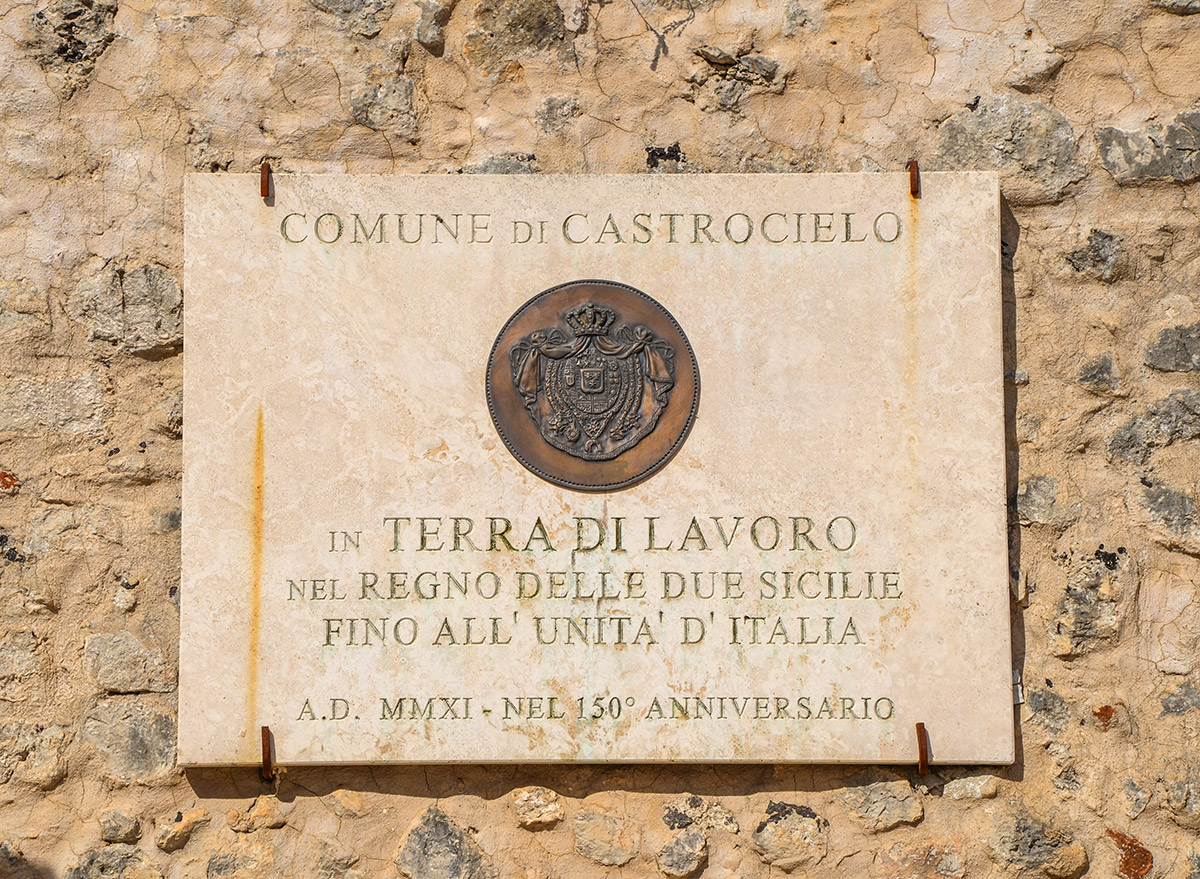 COMUNE DI CASTROCIELO
IN TERRA DI LAVORO
NEL REGNO DELLE DUE SICILIE
FINO ALL' UNITA' D' ITALIA
A.D. MMXI - NEL 150° ANNIVERSARIO